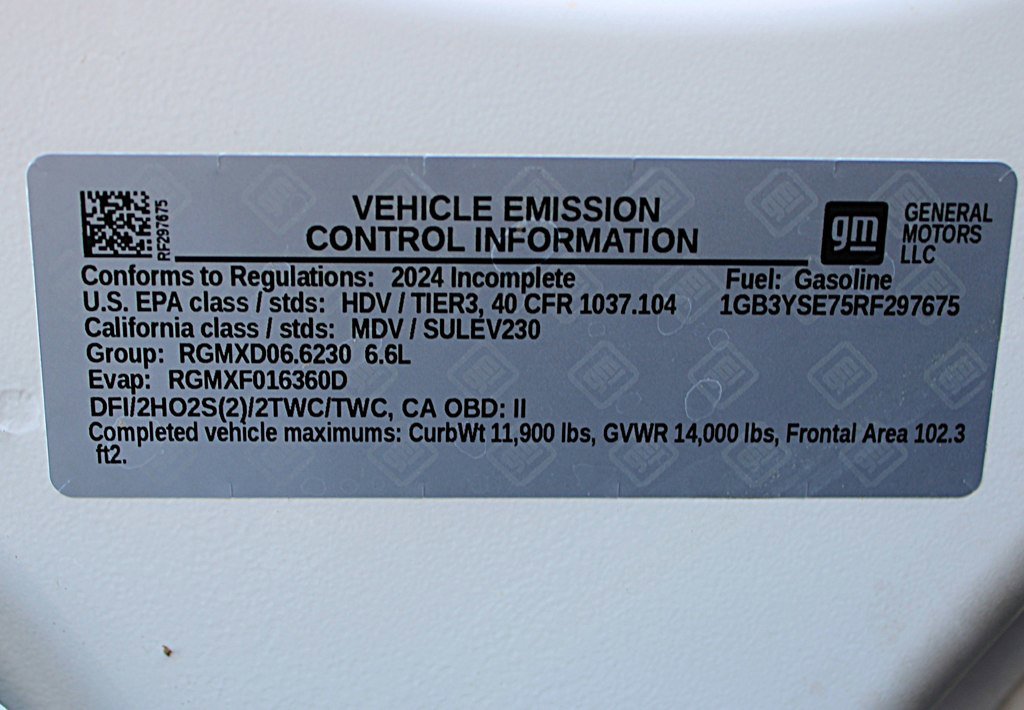 RF297675
VEHICLE EMISSION
CONTROL INFORMATION
gm
GENERAL
MOTORS
LLC
Conforms to Regulations: 2024 Incomplete
Fuel: Gasoline
U.S. EPA class / stds: HDV / TIER3, 40 CFR 1037.104
1GB3YSE75RF297675
California class / stds: MDV / SULEV230
Group: RGMXD06.6230 6.6L
Evap: RGMXF016360D
DFI/2HO2S(2)/2TWC/TWC, CA OBD: II
Completed vehicle maximums: CurbWt 11,900 lbs, GVWR 14,000 lbs, Frontal Area 102.3
ft2.